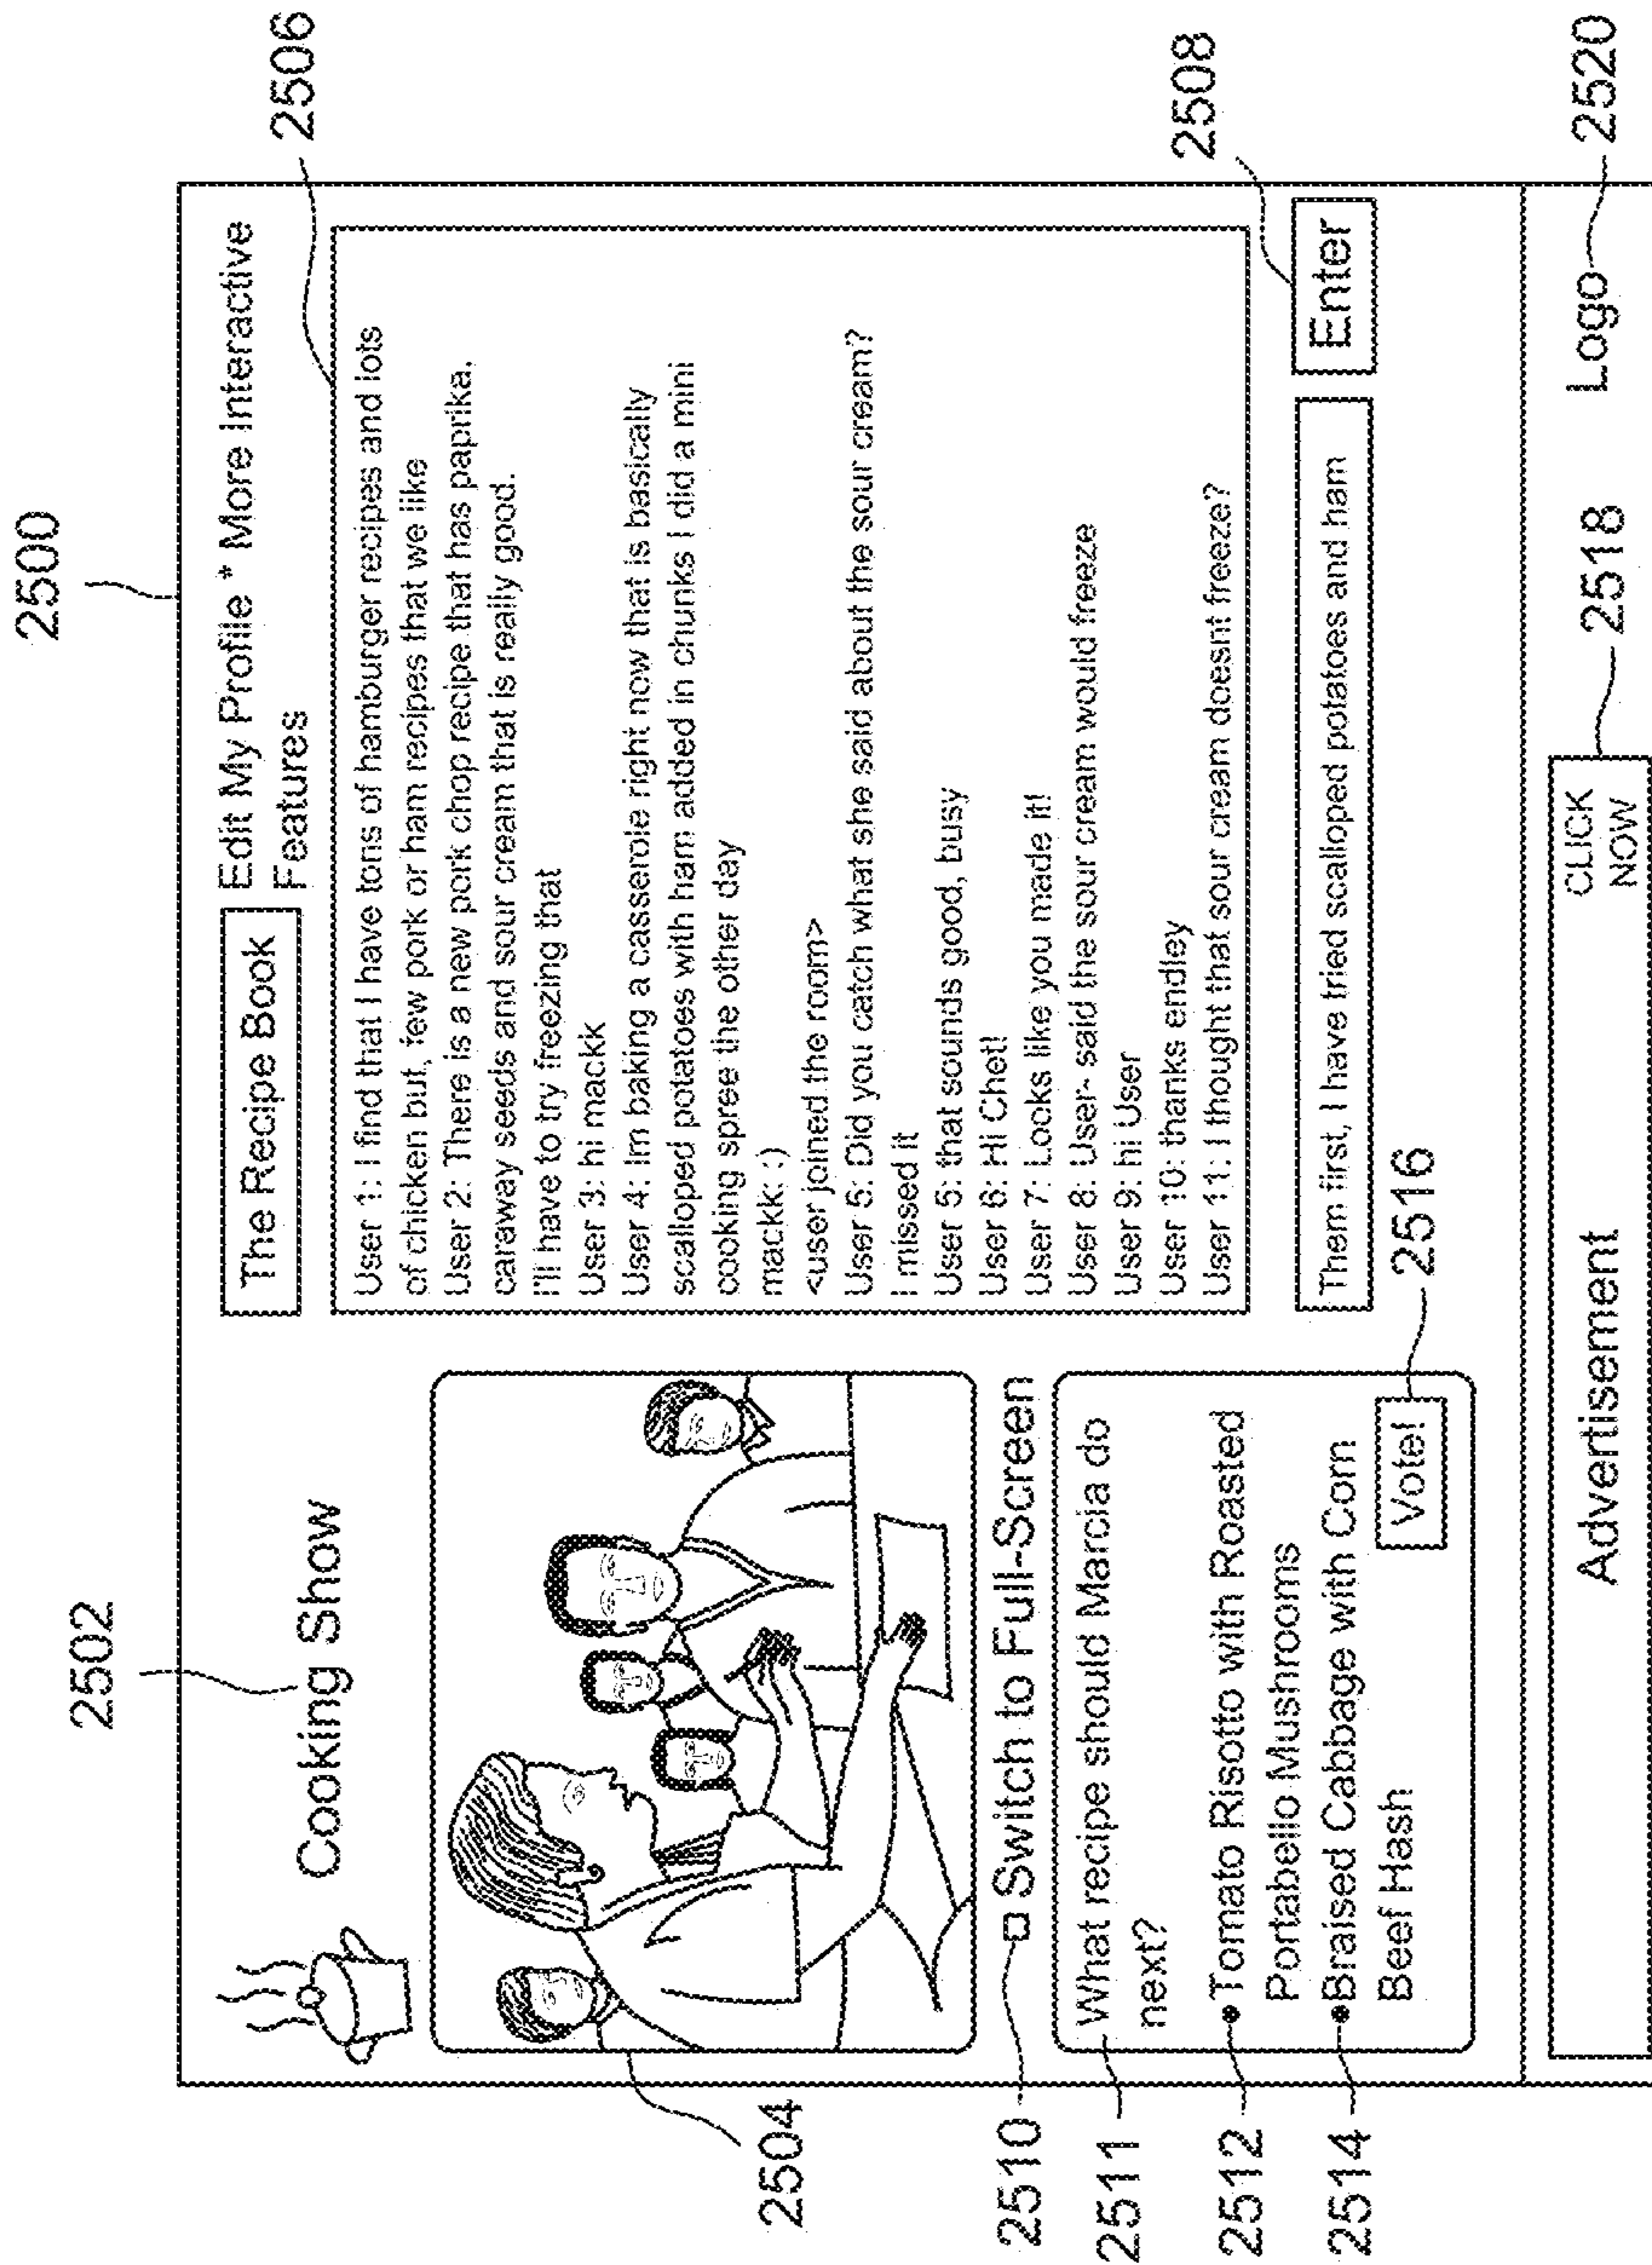 2500
2502
Cooking Show
The Recipe Book
Edit My Profile * More Interactive
Features
2506
2504
User 1: I find that I have tons of hamburger recipes and lots
of chicken but, few pork or ham recipes that we like
User 2: There is a new pork chop recipe that has paprika,
caraway seeds and sour cream that is really good.
I'll have to try freezing that
User 3: hi mackk
User 4: Im baking a casserole right now that is basically
scalloped potatoes with ham added in chunks I did a mini
cooking spree the other day
mackk: :)
<user joined the room>
User 5: Did you catch what she said about the sour cream?
I missed it
User 5: that sounds good, busy
User 6: Hi Chet!
User 7: Looks like you made it!
User 8: User- said the sour cream would freeze
User 9: hi User
User 10: thanks endley
User 11: I thought that sour cream doesnt freeze?
2510
Switch to Full-Screen
2511
What recipe should Marcia do
next?
2512
• Tomato Risotto with Roasted
Portabello Mushrooms
2514
• Braised Cabbage with Corn
Beef Hash
Vote!
2516
Them first, I have tried scalloped potatoes and ham
Enter
2508
Advertisement
CLICK
NOW
2518
Logo
2520